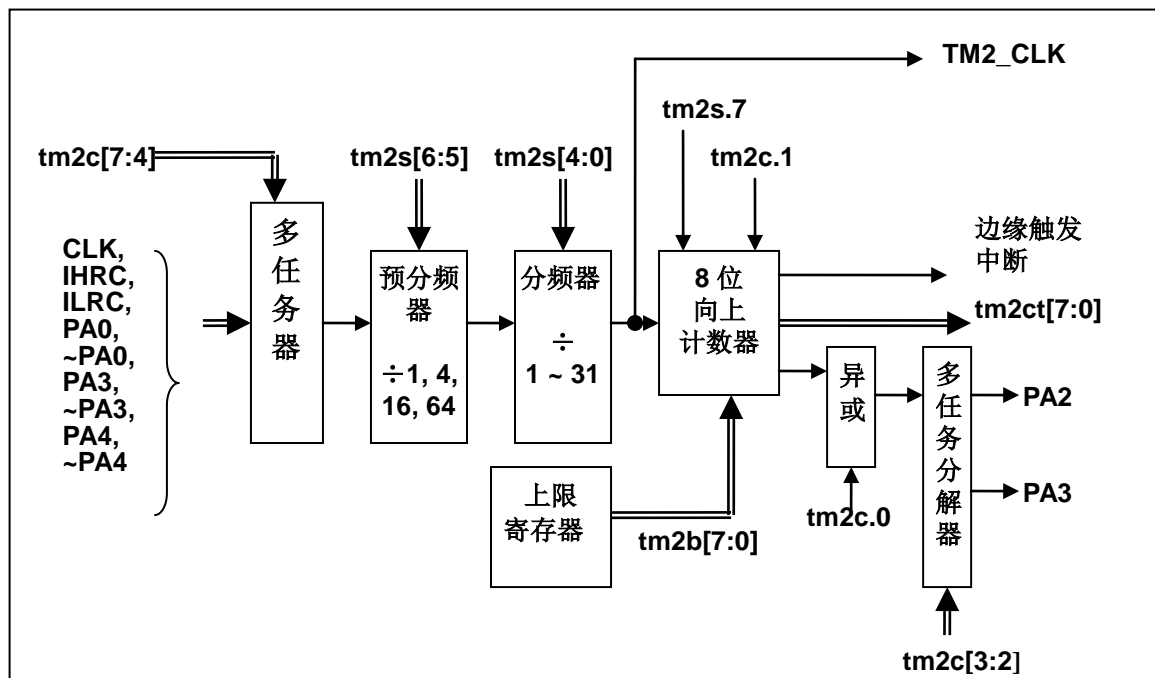 TM2_CLK
tm2s.7
tm2c[7:4]
tm2s[6:5]
tm2s[4:0]
tm2c.1
CLK,
IHRC,
ILRC,
PA0,
~PA0,
PA3,
~PA3,
PA4,
~PA4
多
任
务
器
预分频
器
÷1, 4,
16, 64
分频器
÷
1 ~ 31
8 位
向上
计数器
边缘触发
中断
tm2ct[7:0]
异
或
多
任
务
分
解
器
PA2
PA3
上限
寄存器
tm2b[7:0]
tm2c.0
tm2c[3:2]